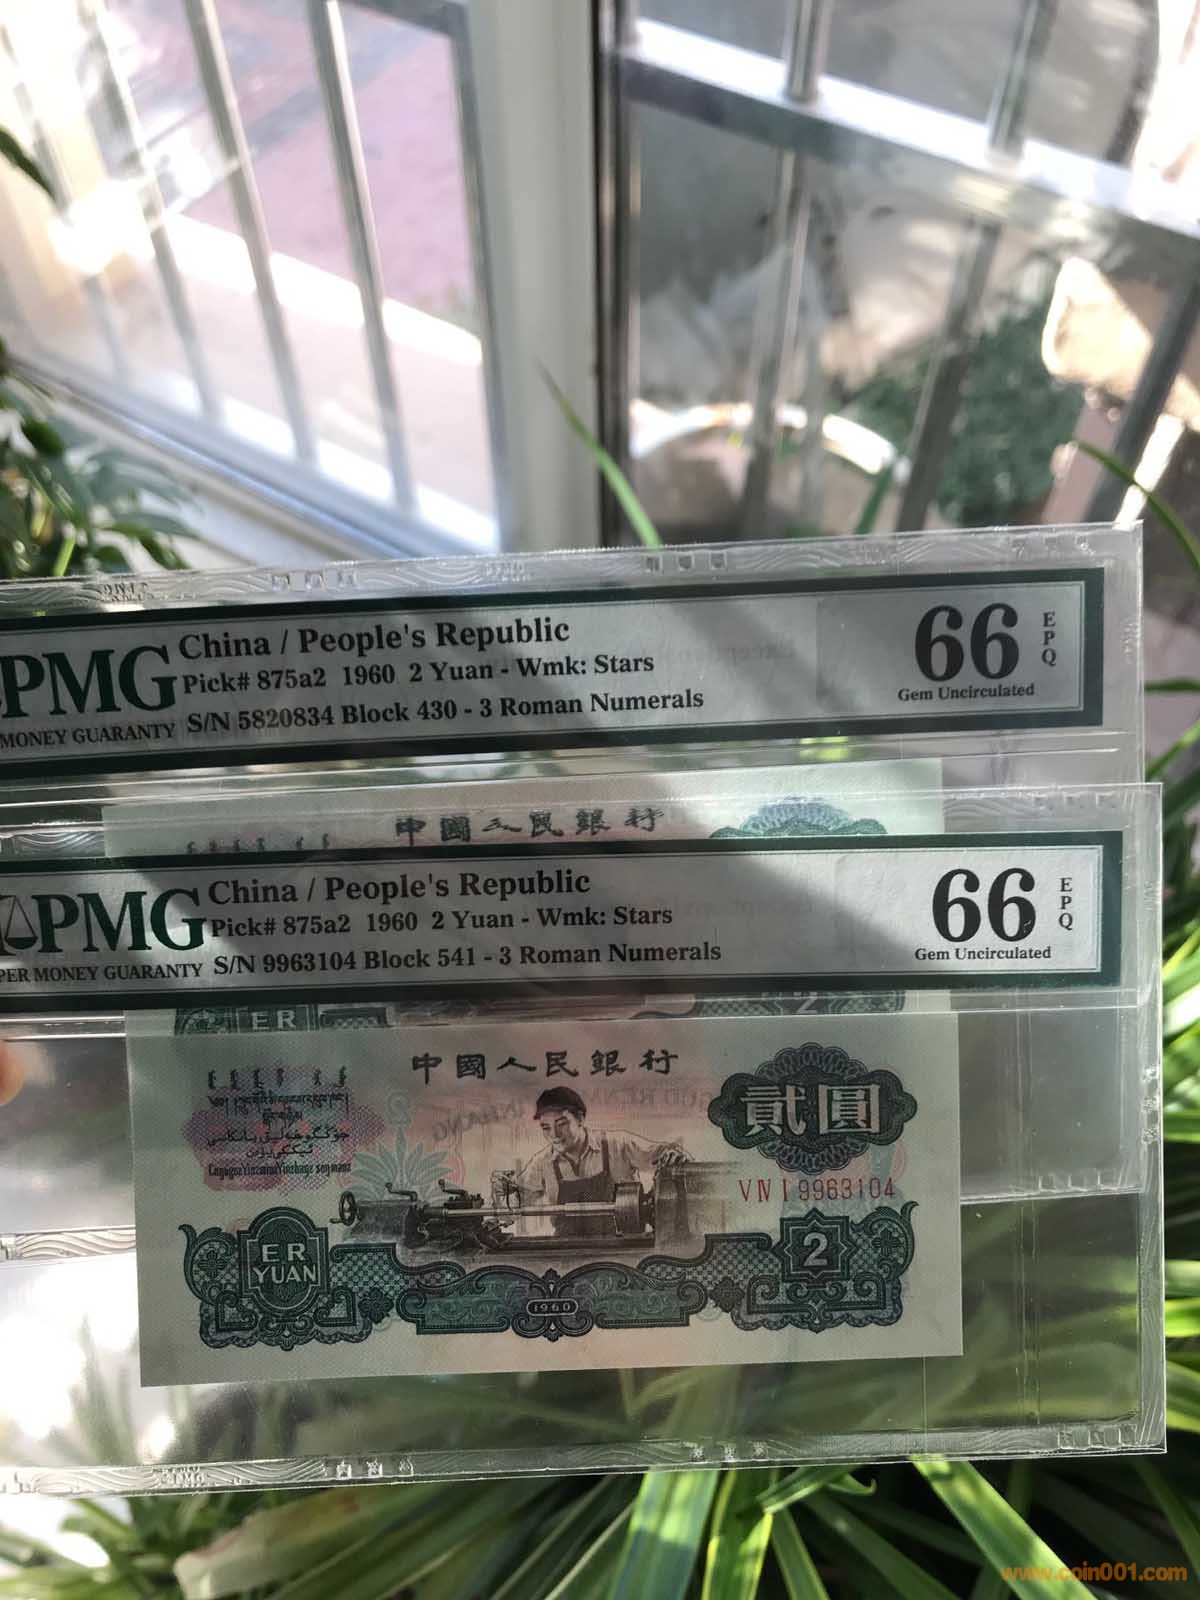 PMG
MONEY GUARANTY
China / People's Republic
Pick# 875a2 1960 2 Yuan - Wmk: Stars
S/N 5820834 Block 430 - 3 Roman Numerals
66
EPQ
Gem Uncirculated
中國人民銀行
PMG
PER MONEY GUARANTY
China / People's Republic
Pick# 875a2 1960 2 Yuan - Wmk: Stars
S/N 9963104 Block 541 - 3 Roman Numerals
66
EPQ
Gem Uncirculated
ER
2
中國人民銀行
貳圓
VIVI 9963104
ER
YUAN
2
1960
www.coin001.com